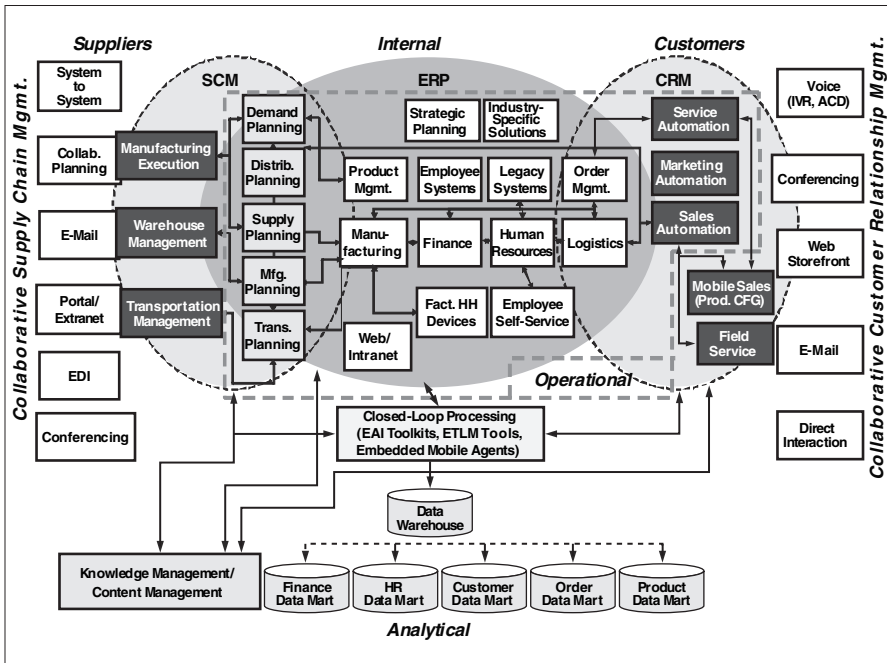 Suppliers
Internal
Customers
Collaborative Supply Chain Mgmt.
Collaborative Customer Relationship Mgmt.
SCM
ERP
CRM
System
to
System
Collab.
Planning
E-Mail
Portal/
Extranet
EDI
Conferencing
Manufacturing
Execution
Warehouse
Management
Transportation
Management
Demand
Planning
Distrib.
Planning
Supply
Planning
Mfg.
Planning
Trans.
Planning
Strategic
Planning
Industry-
Specific
Solutions
Product
Mgmt.
Employee
Systems
Legacy
Systems
Order
Mgmt.
Manu-
facturing
Finance
Human
Resources
Logistics
Fact. HH
Devices
Employee
Self-Service
Web/
Intranet
Service
Automation
Marketing
Automation
Sales
Automation
Mobile Sales
(Prod. CFG)
Field
Service
Voice
(IVR, ACD)
Conferencing
Web
Storefront
E-Mail
Direct
Interaction
Operational
Closed-Loop Processing
(EAI Toolkits, ETLM Tools,
Embedded Mobile Agents)
Data
Warehouse
Knowledge Management/
Content Management
Finance
Data Mart
HR
Data Mart
Customer
Data Mart
Order
Data Mart
Product
Data Mart
Analytical